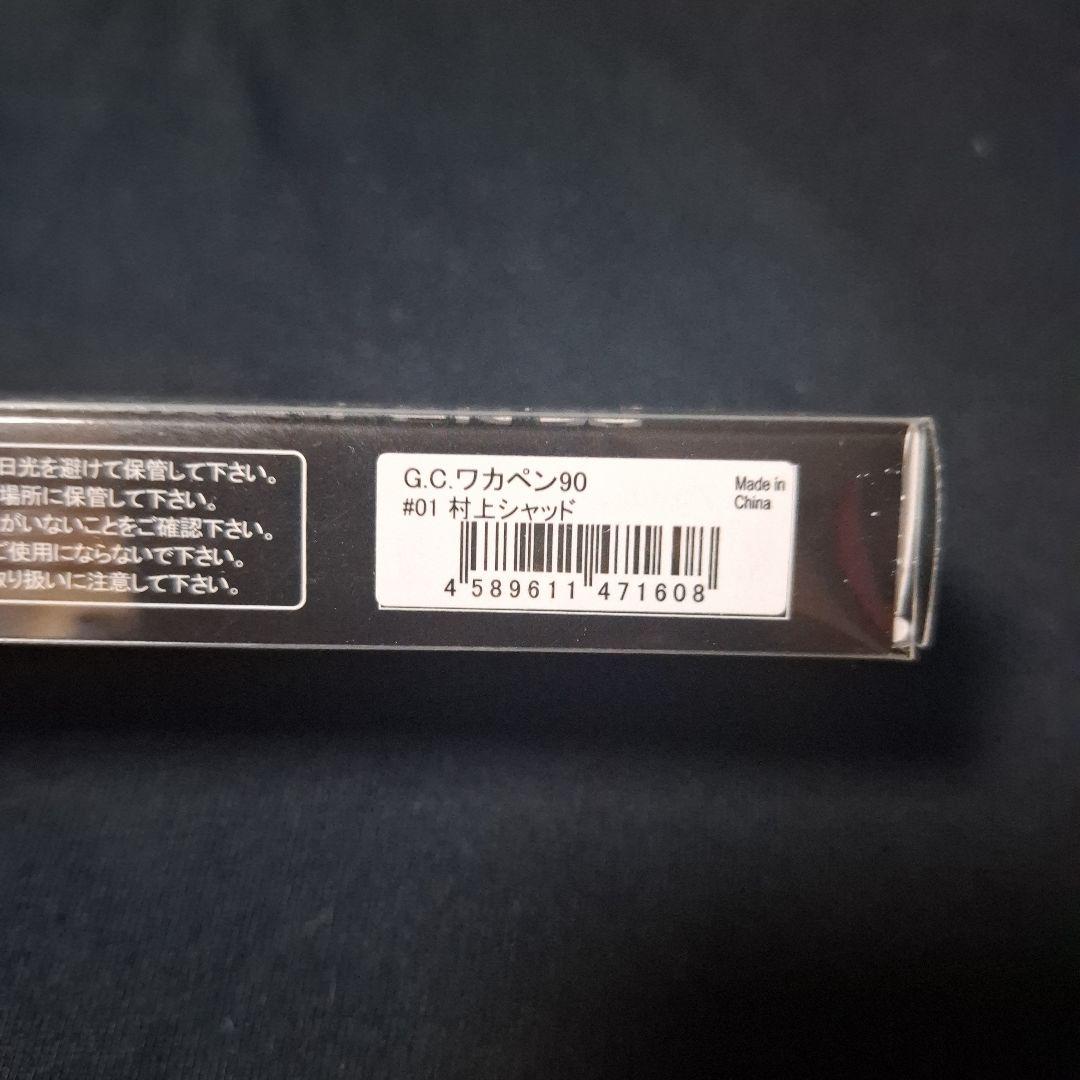 日光を避けて保管して下さい。
場所に保管して下さい。
がいないことをご確認下さい。
ご使用にならないで下さい。
取り扱いに注意して下さい。
G.C.ワカペン90
#01 村上シャッド
Made in
China
4 589611 471608